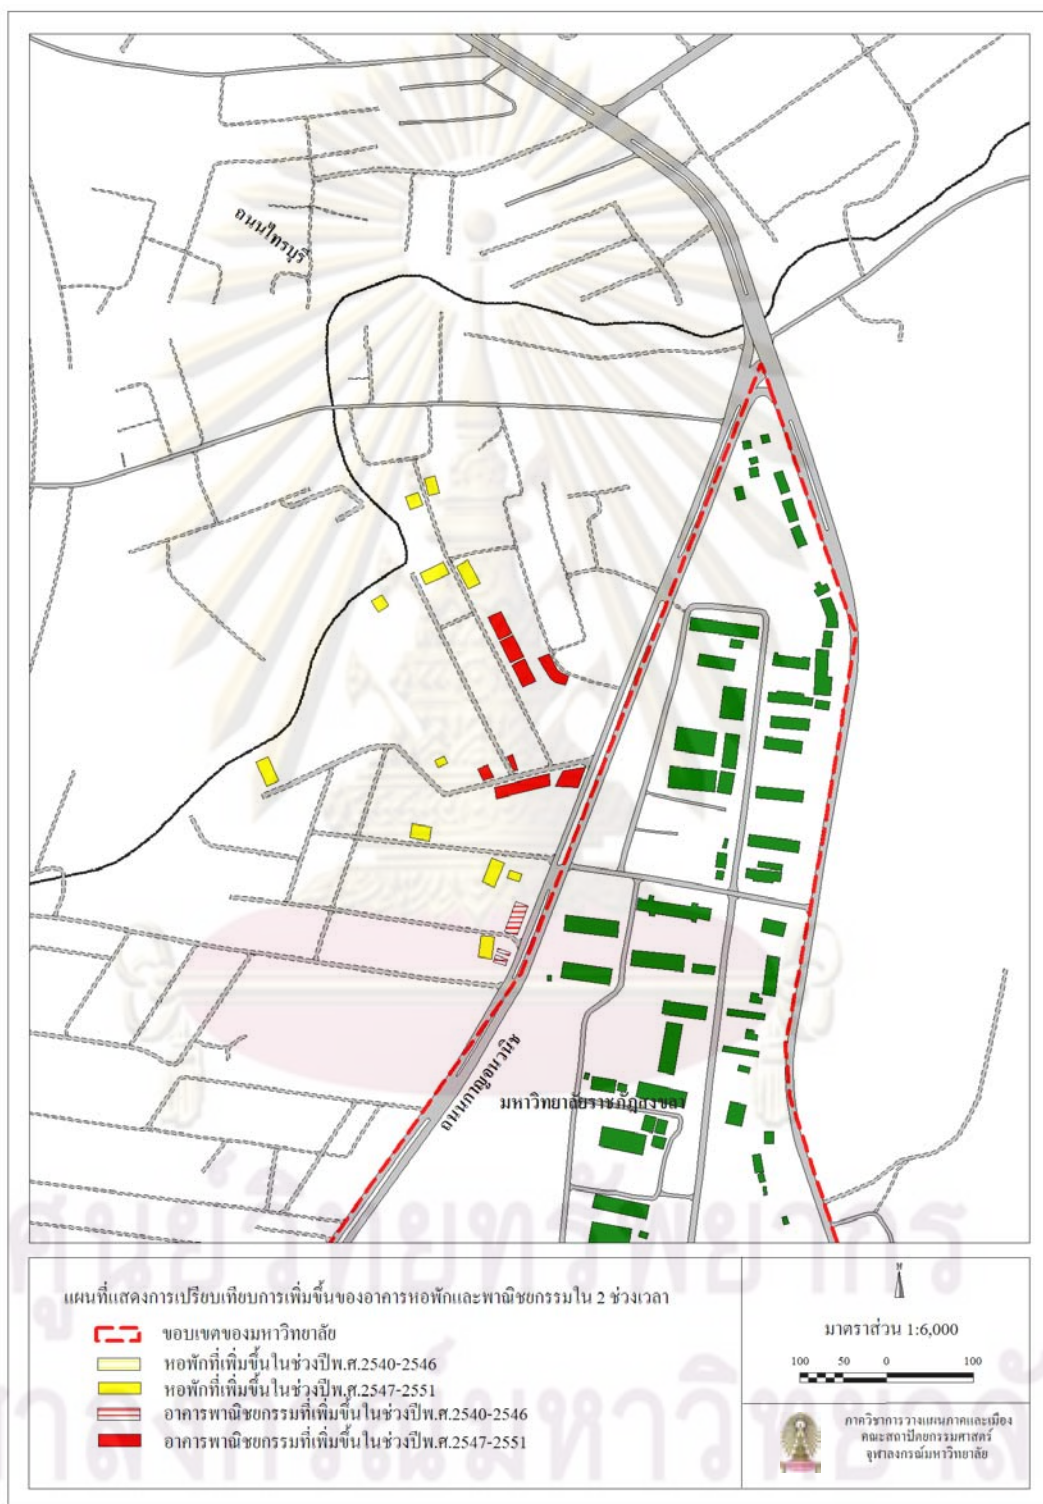 ถนนไทรบุรี
ถนนกาญจนวนิช
มหาวิทยาลัยราชภัฏสงขลา
แผนที่แสดงการเปรียบเทียบการเพิ่มขึ้นของอาคารหอพักและพาณิชยกรรมใน 2 ช่วงเวลา
ขอบเขตของมหาวิทยาลัย
หอพักที่เพิ่มขึ้นในช่วงปีพ.ศ.2540-2546
หอพักที่เพิ่มขึ้นในช่วงปีพ.ศ.2547-2551
อาคารพาณิชยกรรมที่เพิ่มขึ้นในช่วงปีพ.ศ.2540-2546
อาคารพาณิชยกรรมที่เพิ่มขึ้นในช่วงปีพ.ศ.2547-2551
N
มาตราส่วน 1:6,000
100 50 0 100
ภาควิชาการวางแผนภาคและเมือง
คณะสถาปัตยกรรมศาสตร์
จุฬาลงกรณ์มหาวิทยาลัย
ศูนย์วิทยทรัพยากร
จุฬาลงกรณ์มหาวิทยาลัย